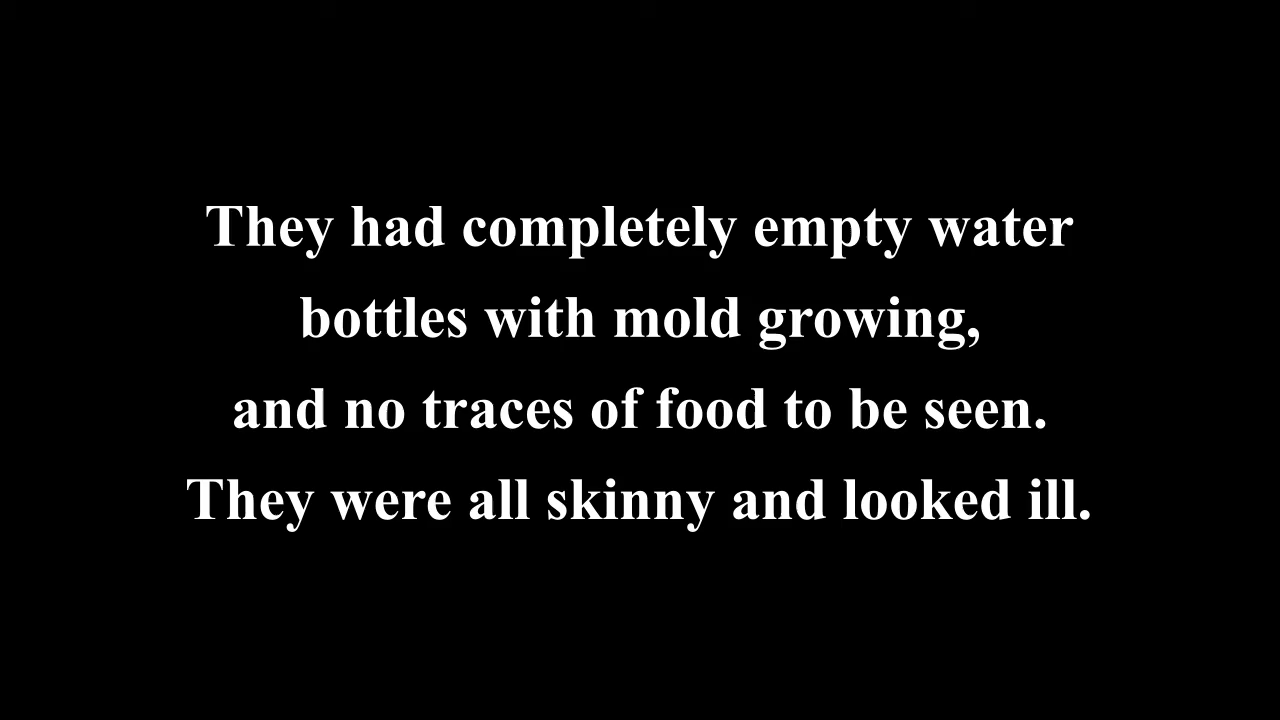 They had completely empty water
bottles with mold growing,
and no traces of food to be seen.
They were all skinny and looked ill.